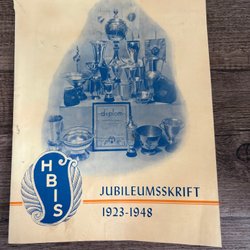 diplom
HBIS
JUBILEUMSSKRIFT
1923-1948